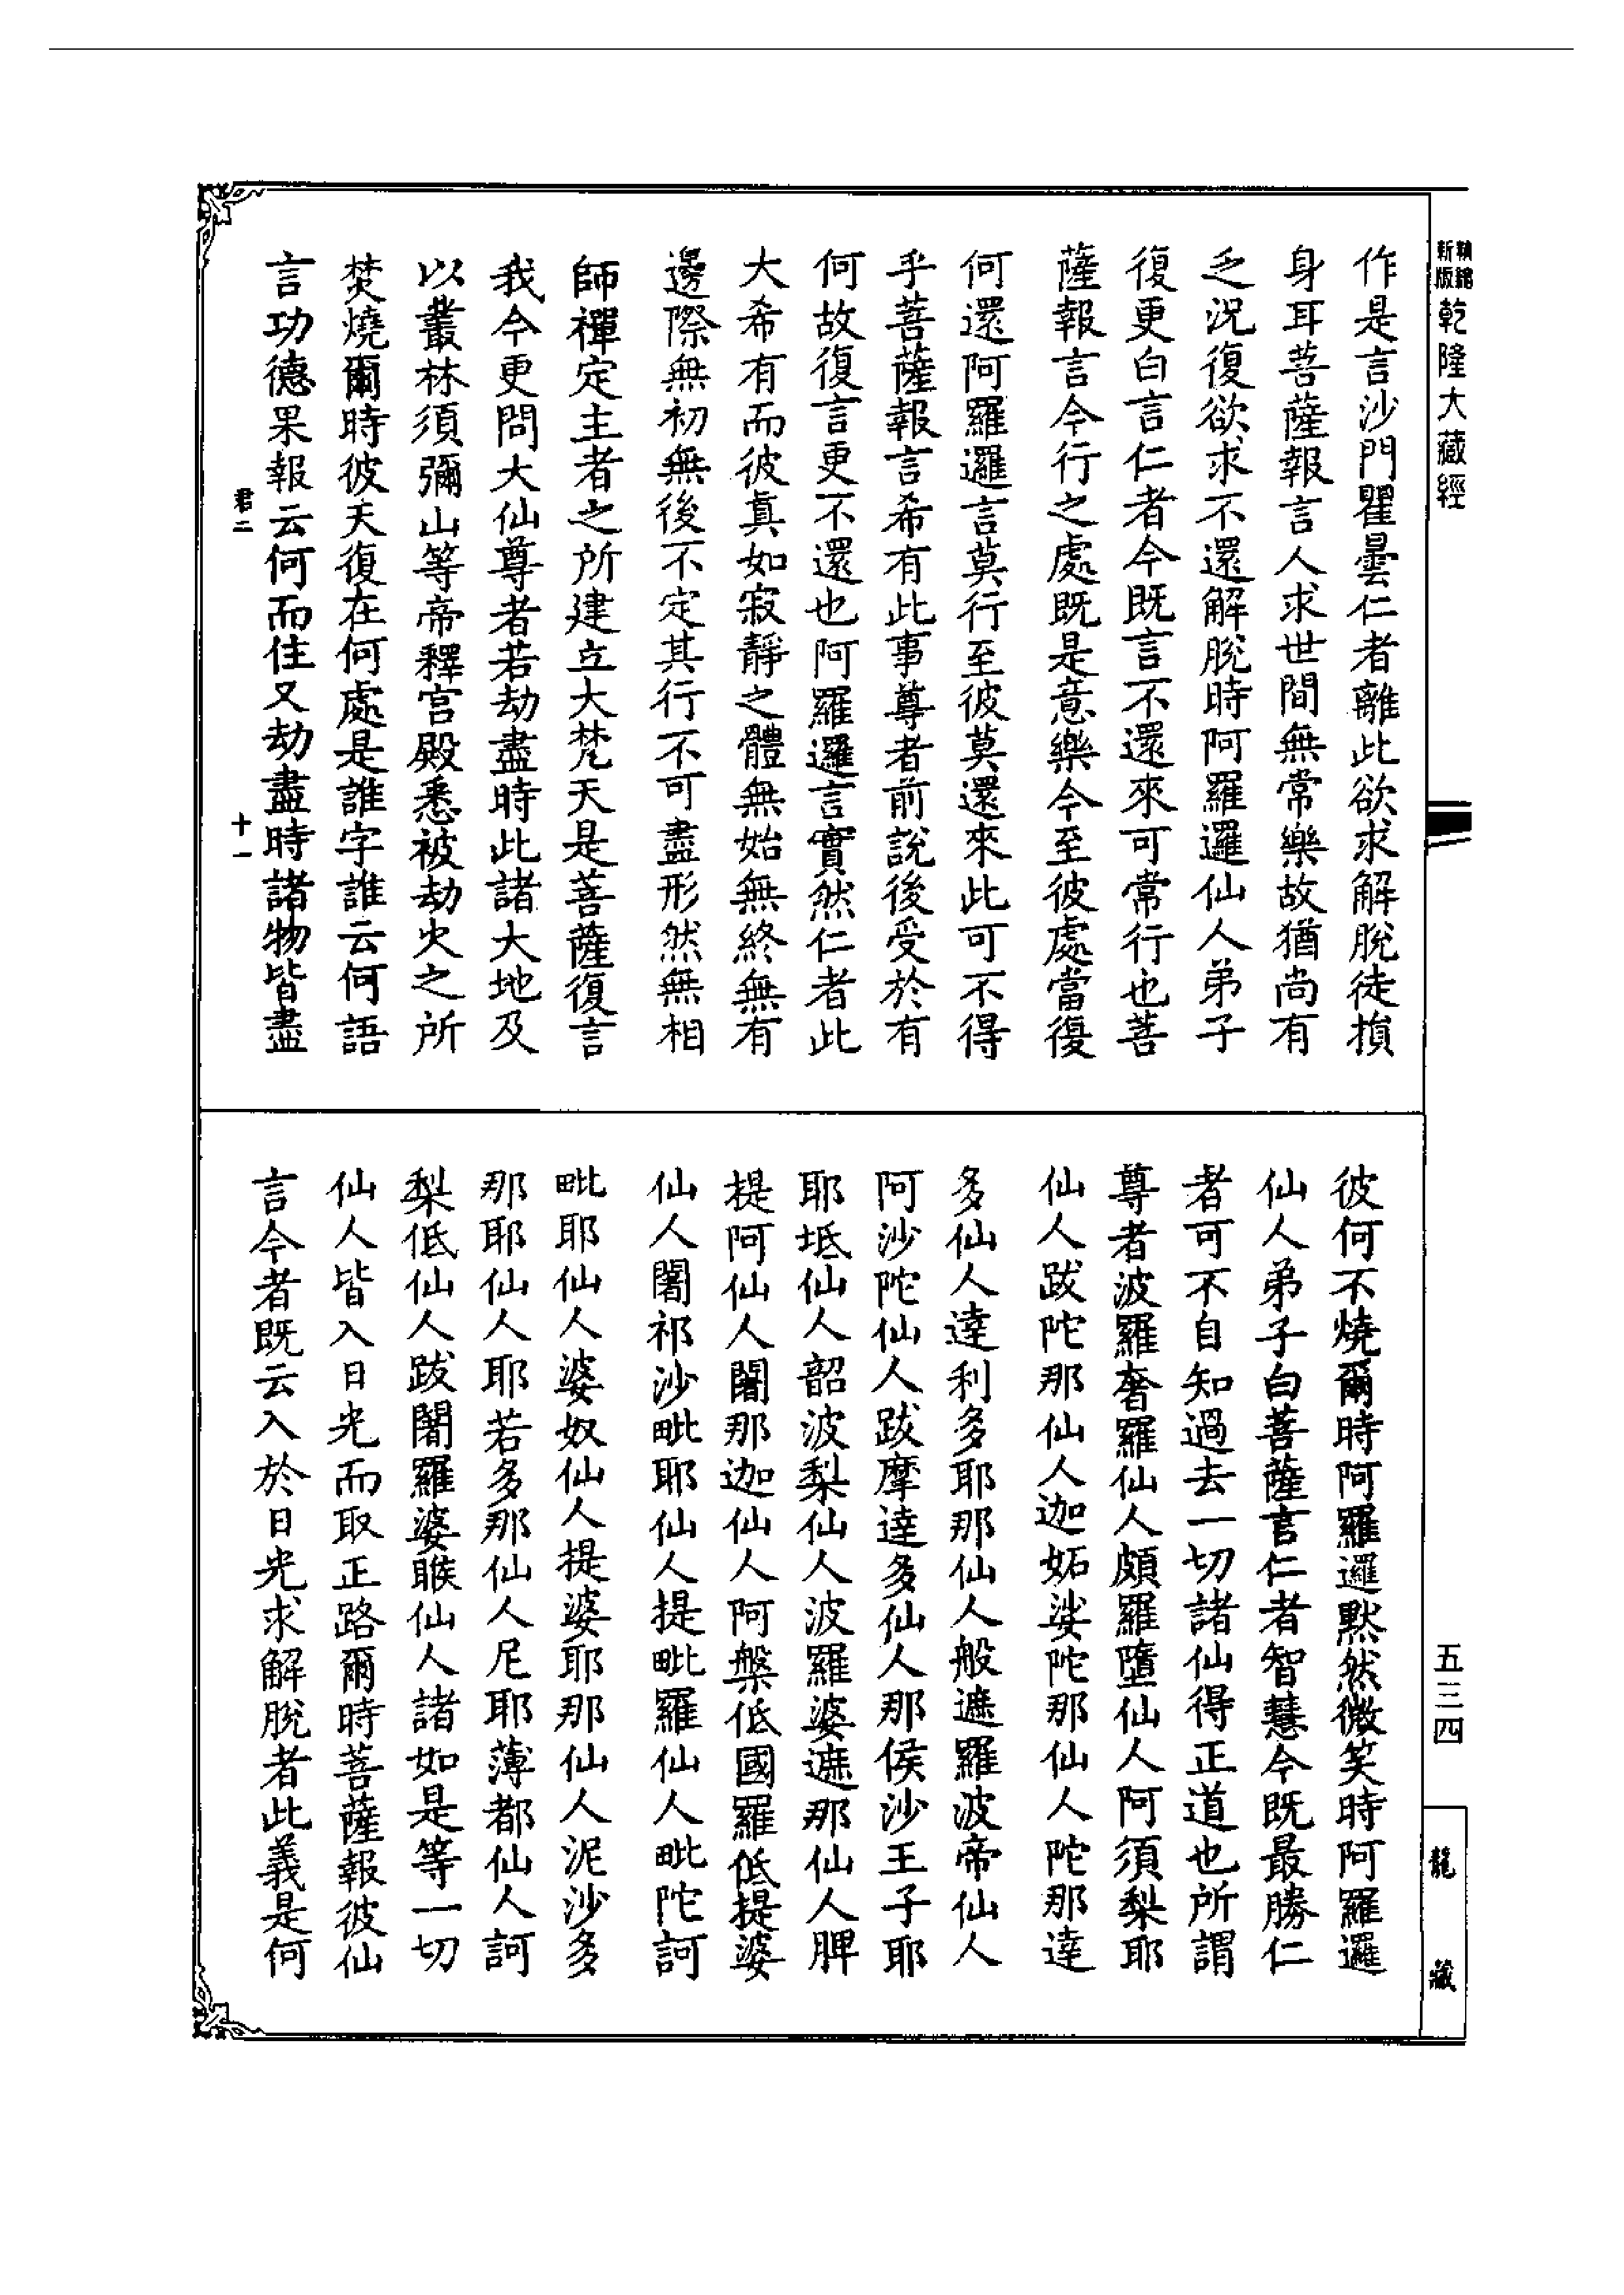 新版精縮
乾隆大藏經
作是言沙門瞿曇仁者離此欲求解脫徒損
身耳菩薩報言人求世間無常樂故猶尚有
乏況復欲求不還解脫時阿羅邏仙人弟子
復更白言仁者今既言不還來可常行也菩
薩報言今行之處既是意樂今至彼處當復
何還阿羅邏言莫行至彼莫還來此可不得
乎菩薩報言希有此事尊者前說後受於有
何故復言更不還也阿羅邏言實然仁者此
大希有而彼真如寂靜之體無始無終無有
邊際無初無後不定其行不可盡形然無相
師禪定主者之所建立大梵天是菩薩復言
我今更問大仙尊者若劫盡時此諸大地及
以叢林須彌山等帝釋宮殿悉被劫火之所
焚燒爾時彼天復在何處是誰字誰云何語
言功德果報云何而住又劫盡時諸物皆盡
君二
十一
彼何不燒爾時阿羅邏默然微笑時阿羅邏
仙人弟子白菩薩言仁者智慧今既最勝仁
者可不自知過去一切諸仙得正道也所謂
尊者波羅奢羅仙人頗羅墮仙人阿須梨耶
仙人跋陀那仙人迦妬娑陀那仙人陀那達
多仙人達利多耶那仙人般遮羅波帝仙人
阿沙陀仙人跋摩達多仙人那侯沙王子耶
耶坻仙人韶波梨仙人波羅婆遮那仙人脾
提阿仙人闍那迦仙人阿槃低國羅低提婆
仙人闍祁沙毗耶仙人提毗羅仙人毗陀訶
毗耶仙人婆奴仙人提婆耶那仙人泥沙多
那耶仙人耶若多那仙人尼耶薄都仙人訶
梨低仙人跋闍羅婆睺仙人諸如是等一切
仙人皆入日光而取正路爾時菩薩報彼仙
言今者既云入於日光求解脫者此義是何
五三四
龍藏